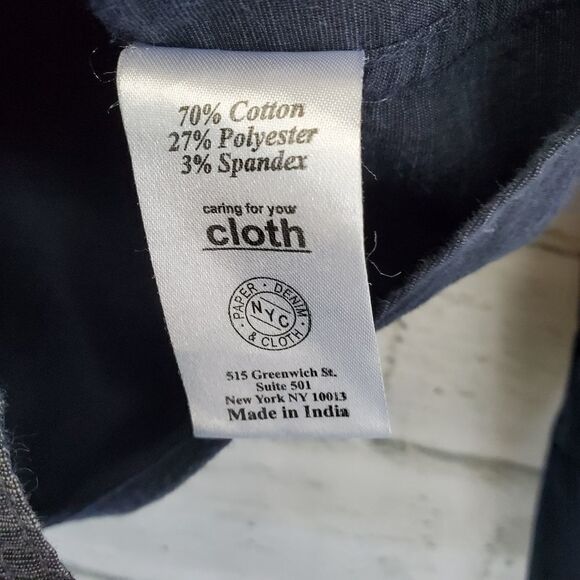 70% Cotton
27% Polyester
3% Spandex
caring for your
cloth
PAPER · DENIM
NYC
& CLOTH ·
515 Greenwich St.
Suite 501
New York NY 10013
Made in India